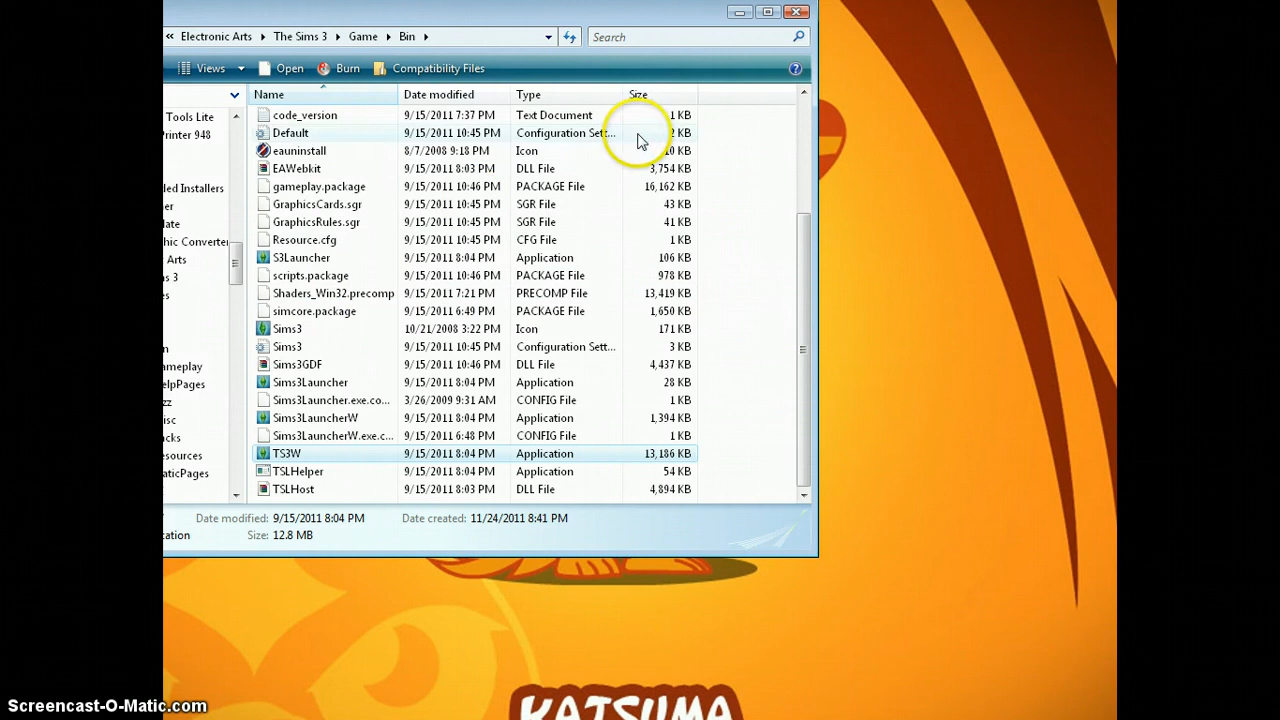 « Electronic Arts ▸ The Sims 3 ▸ Game ▸ Bin ▸ Search
Views Open Burn Compatibility Files
Name Date modified Type Size
Tools Lite
rinter 948
led Installers
er
late
hic Converter
Arts
s 3
es
n
ameplay
elpPages
zz
isc
acks
esources
aticPages
code_version 9/15/2011 7:37 PM Text Document 1 KB
Default 9/15/2011 10:45 PM Configuration Sett... 2 KB
eauninstall 8/7/2008 9:18 PM Icon 10 KB
EAWebkit 9/15/2011 8:03 PM DLL File 3,754 KB
gameplay.package 9/15/2011 10:46 PM PACKAGE File 16,162 KB
GraphicsCards.sgr 9/15/2011 10:45 PM SGR File 43 KB
GraphicsRules.sgr 9/15/2011 10:45 PM SGR File 41 KB
Resource.cfg 9/15/2011 10:45 PM CFG File 1 KB
S3Launcher 9/15/2011 8:04 PM Application 106 KB
scripts.package 9/15/2011 10:46 PM PACKAGE File 978 KB
Shaders_Win32.precomp 9/15/2011 7:21 PM PRECOMP File 13,419 KB
simcore.package 9/15/2011 6:49 PM PACKAGE File 1,650 KB
Sims3 10/21/2008 3:22 PM Icon 171 KB
Sims3 9/15/2011 10:45 PM Configuration Sett... 3 KB
Sims3GDF 9/15/2011 10:46 PM DLL File 4,437 KB
Sims3Launcher 9/15/2011 8:04 PM Application 28 KB
Sims3Launcher.exe.co... 3/26/2009 9:31 AM CONFIG File 1 KB
Sims3LauncherW 9/15/2011 8:04 PM Application 1,394 KB
Sims3LauncherW.exe.c... 9/15/2011 6:48 PM CONFIG File 1 KB
TS3W 9/15/2011 8:04 PM Application 13,186 KB
TSLHelper 9/15/2011 8:04 PM Application 54 KB
TSLHost 9/15/2011 8:03 PM DLL File 4,894 KB
Date modified: 9/15/2011 8:04 PM Date created: 11/24/2011 8:41 PM
cation Size: 12.8 MB
KATSUMA
Screencast-O-Matic.com